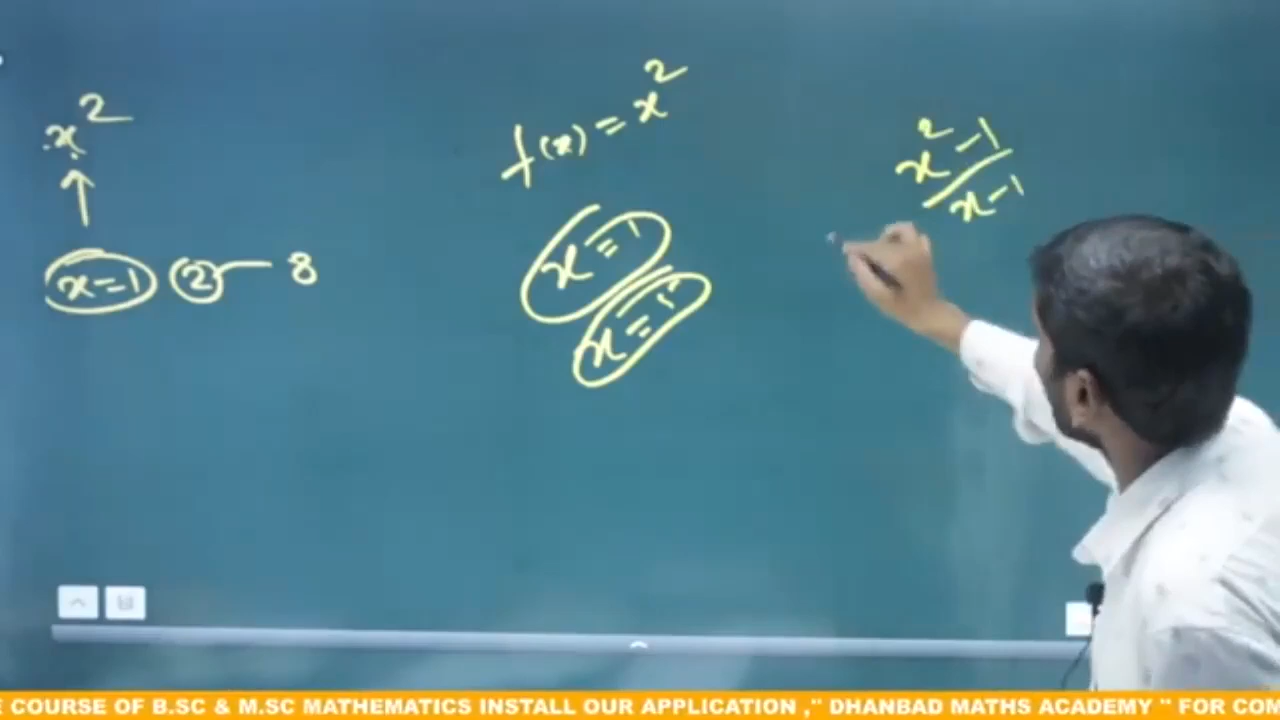 x²
↑
x=1 ② — 8
f(x) = x²
x=1
x²-1/x-1
E COURSE OF B.SC & M.SC MATHEMATICS INSTALL OUR APPLICATION ," DHANBAD MATHS ACADEMY " FOR COM